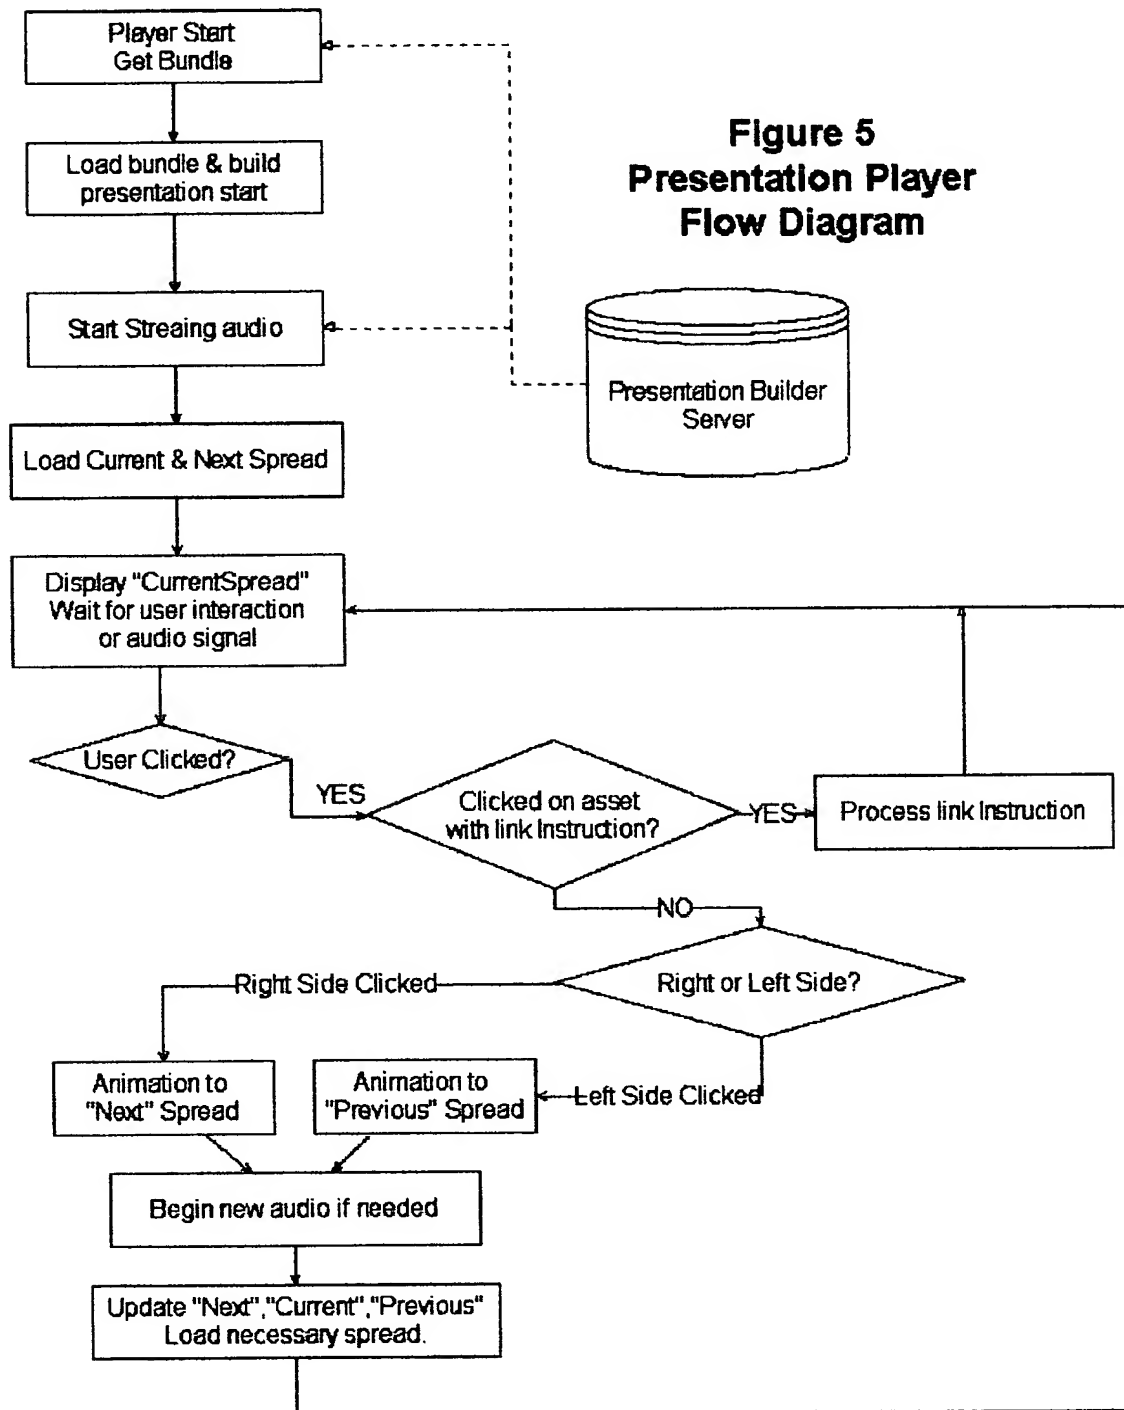 Player Start
Get Bundle
Figure 5
Presentation Player
Flow Diagram
Load bundle & build
presentation start
Start Streaing audio
Presentation Builder
Server
Load Current & Next Spread
Display "CurrentSpread"
Wait for user interaction
or audio signal
User Clicked?
YES
Clicked on asset
with link Instruction?
YES
Process link Instruction
NO
Right Side Clicked
Right or Left Side?
Animation to
"Next" Spread
Animation to
"Previous" Spread
Left Side Clicked
Begin new audio if needed
Update "Next","Current","Previous"
Load necessary spread.